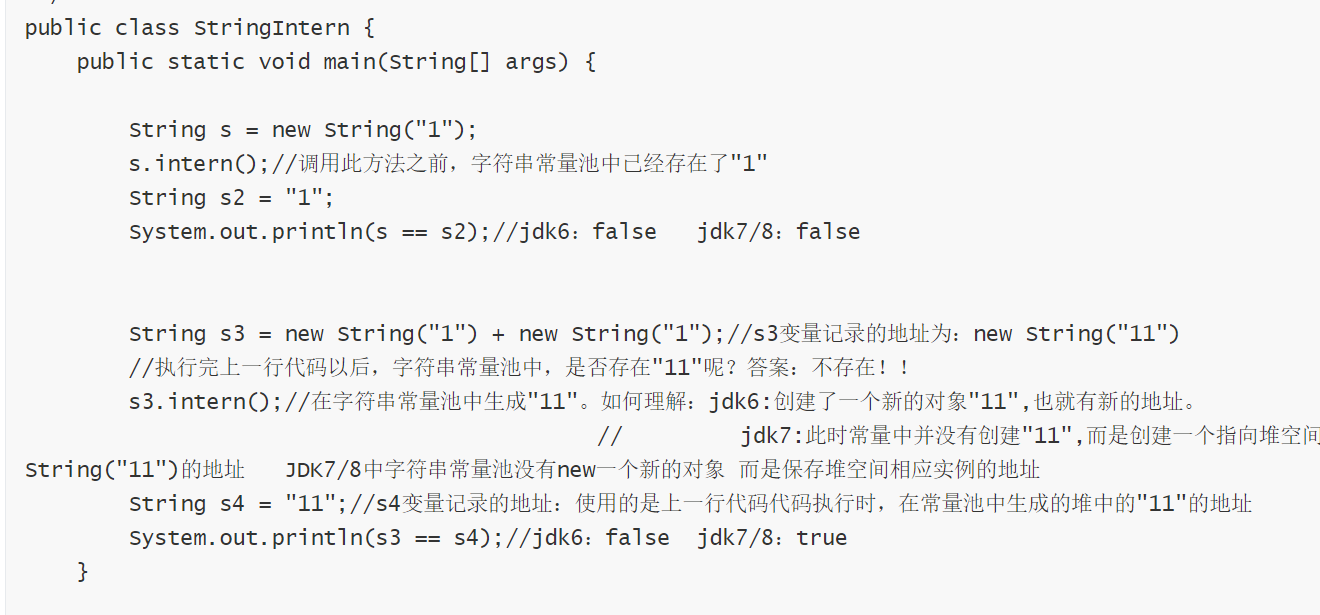 public class StringIntern {
public static void main(String[] args) {
String s = new String("1");
s.intern();//调用此方法之前，字符串常量池中已经存在了"1"
String s2 = "1";
System.out.println(s == s2);//jdk6：false   jdk7/8：false
String s3 = new String("1") + new String("1");//s3变量记录的地址为：new String("11")
//执行完上一行代码以后，字符串常量池中，是否存在"11"呢？答案：不存在！！
s3.intern();//在字符串常量池中生成"11"。如何理解：jdk6:创建了一个新的对象"11",也就有新的地址。
//         jdk7:此时常量中并没有创建"11",而是创建一个指向堆空间
String("11")的地址   JDK7/8中字符串常量池没有new一个新的对象 而是保存堆空间相应实例的地址
String s4 = "11";//s4变量记录的地址：使用的是上一行代码代码执行时，在常量池中生成的堆中的"11"的地址
System.out.println(s3 == s4);//jdk6：false  jdk7/8：true
}